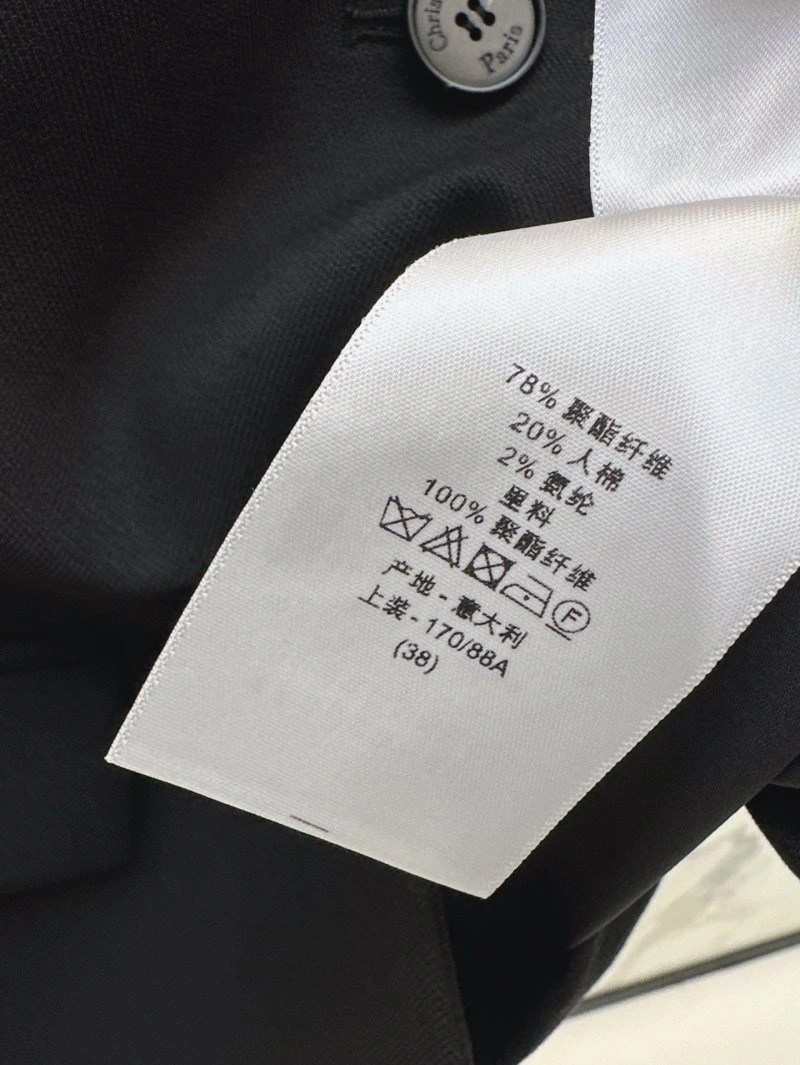 Paris
78% 聚酯纤维
20% 人棉
2% 氨纶
里料
100% 聚酯纤维
F
产地 - 意大利
上装 - 170/88A
(38)